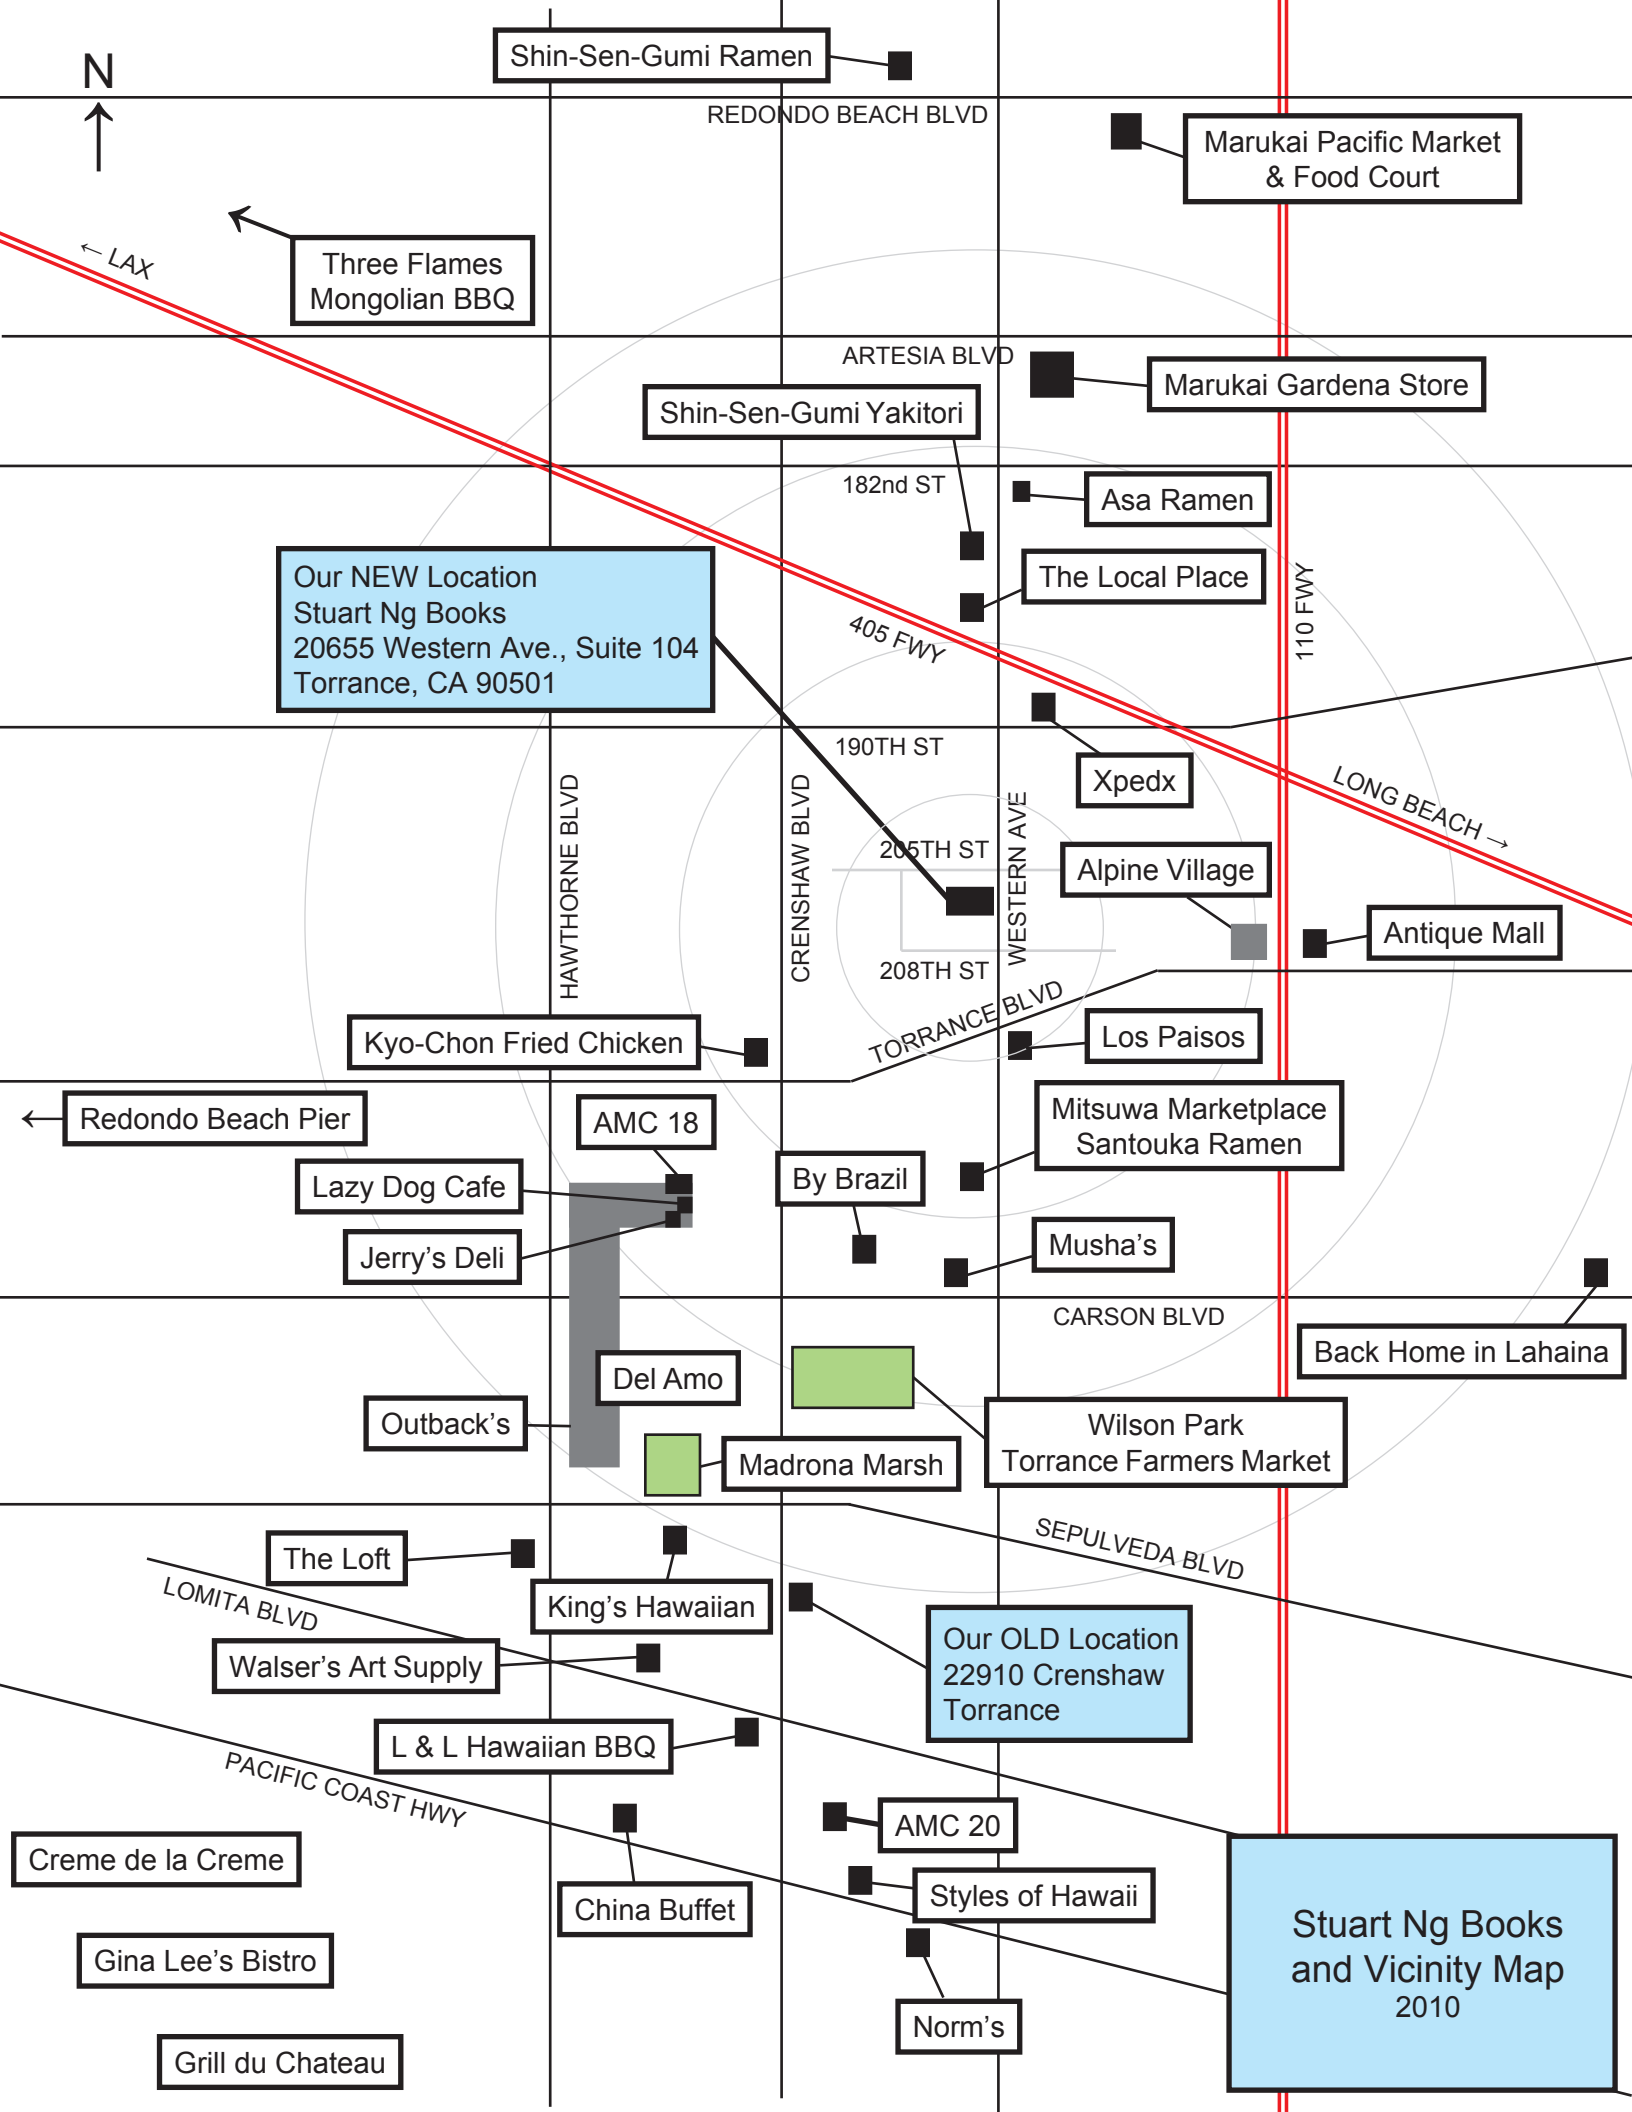 Shin-Sen-Gumi Ramen
N
REDONDO BEACH BLVD
Marukai Pacific Market
& Food Court
← LAX
Three Flames
Mongolian BBQ
ARTESIA BLVD
Marukai Gardena Store
Shin-Sen-Gumi Yakitori
182nd ST
Asa Ramen
Our NEW Location
Stuart Ng Books
20655 Western Ave., Suite 104
Torrance, CA 90501
The Local Place
405 FWY
110 FWY
190TH ST
Xpedx
LONG BEACH →
HAWTHORNE BLVD
CRENSHAW BLVD
WESTERN AVE
205TH ST
Alpine Village
Antique Mall
208TH ST
TORRANCE BLVD
Kyo-Chon Fried Chicken
Los Paisos
Redondo Beach Pier
AMC 18
Mitsuwa Marketplace
Santouka Ramen
Lazy Dog Cafe
By Brazil
Jerry's Deli
Musha's
CARSON BLVD
Back Home in Lahaina
Del Amo
Outback's
Wilson Park
Torrance Farmers Market
Madrona Marsh
SEPULVEDA BLVD
The Loft
LOMITA BLVD
King's Hawaiian
Our OLD Location
22910 Crenshaw
Torrance
Walser's Art Supply
L & L Hawaiian BBQ
PACIFIC COAST HWY
AMC 20
Creme de la Creme
Styles of Hawaii
China Buffet
Stuart Ng Books
and Vicinity Map
2010
Gina Lee's Bistro
Norm's
Grill du Chateau